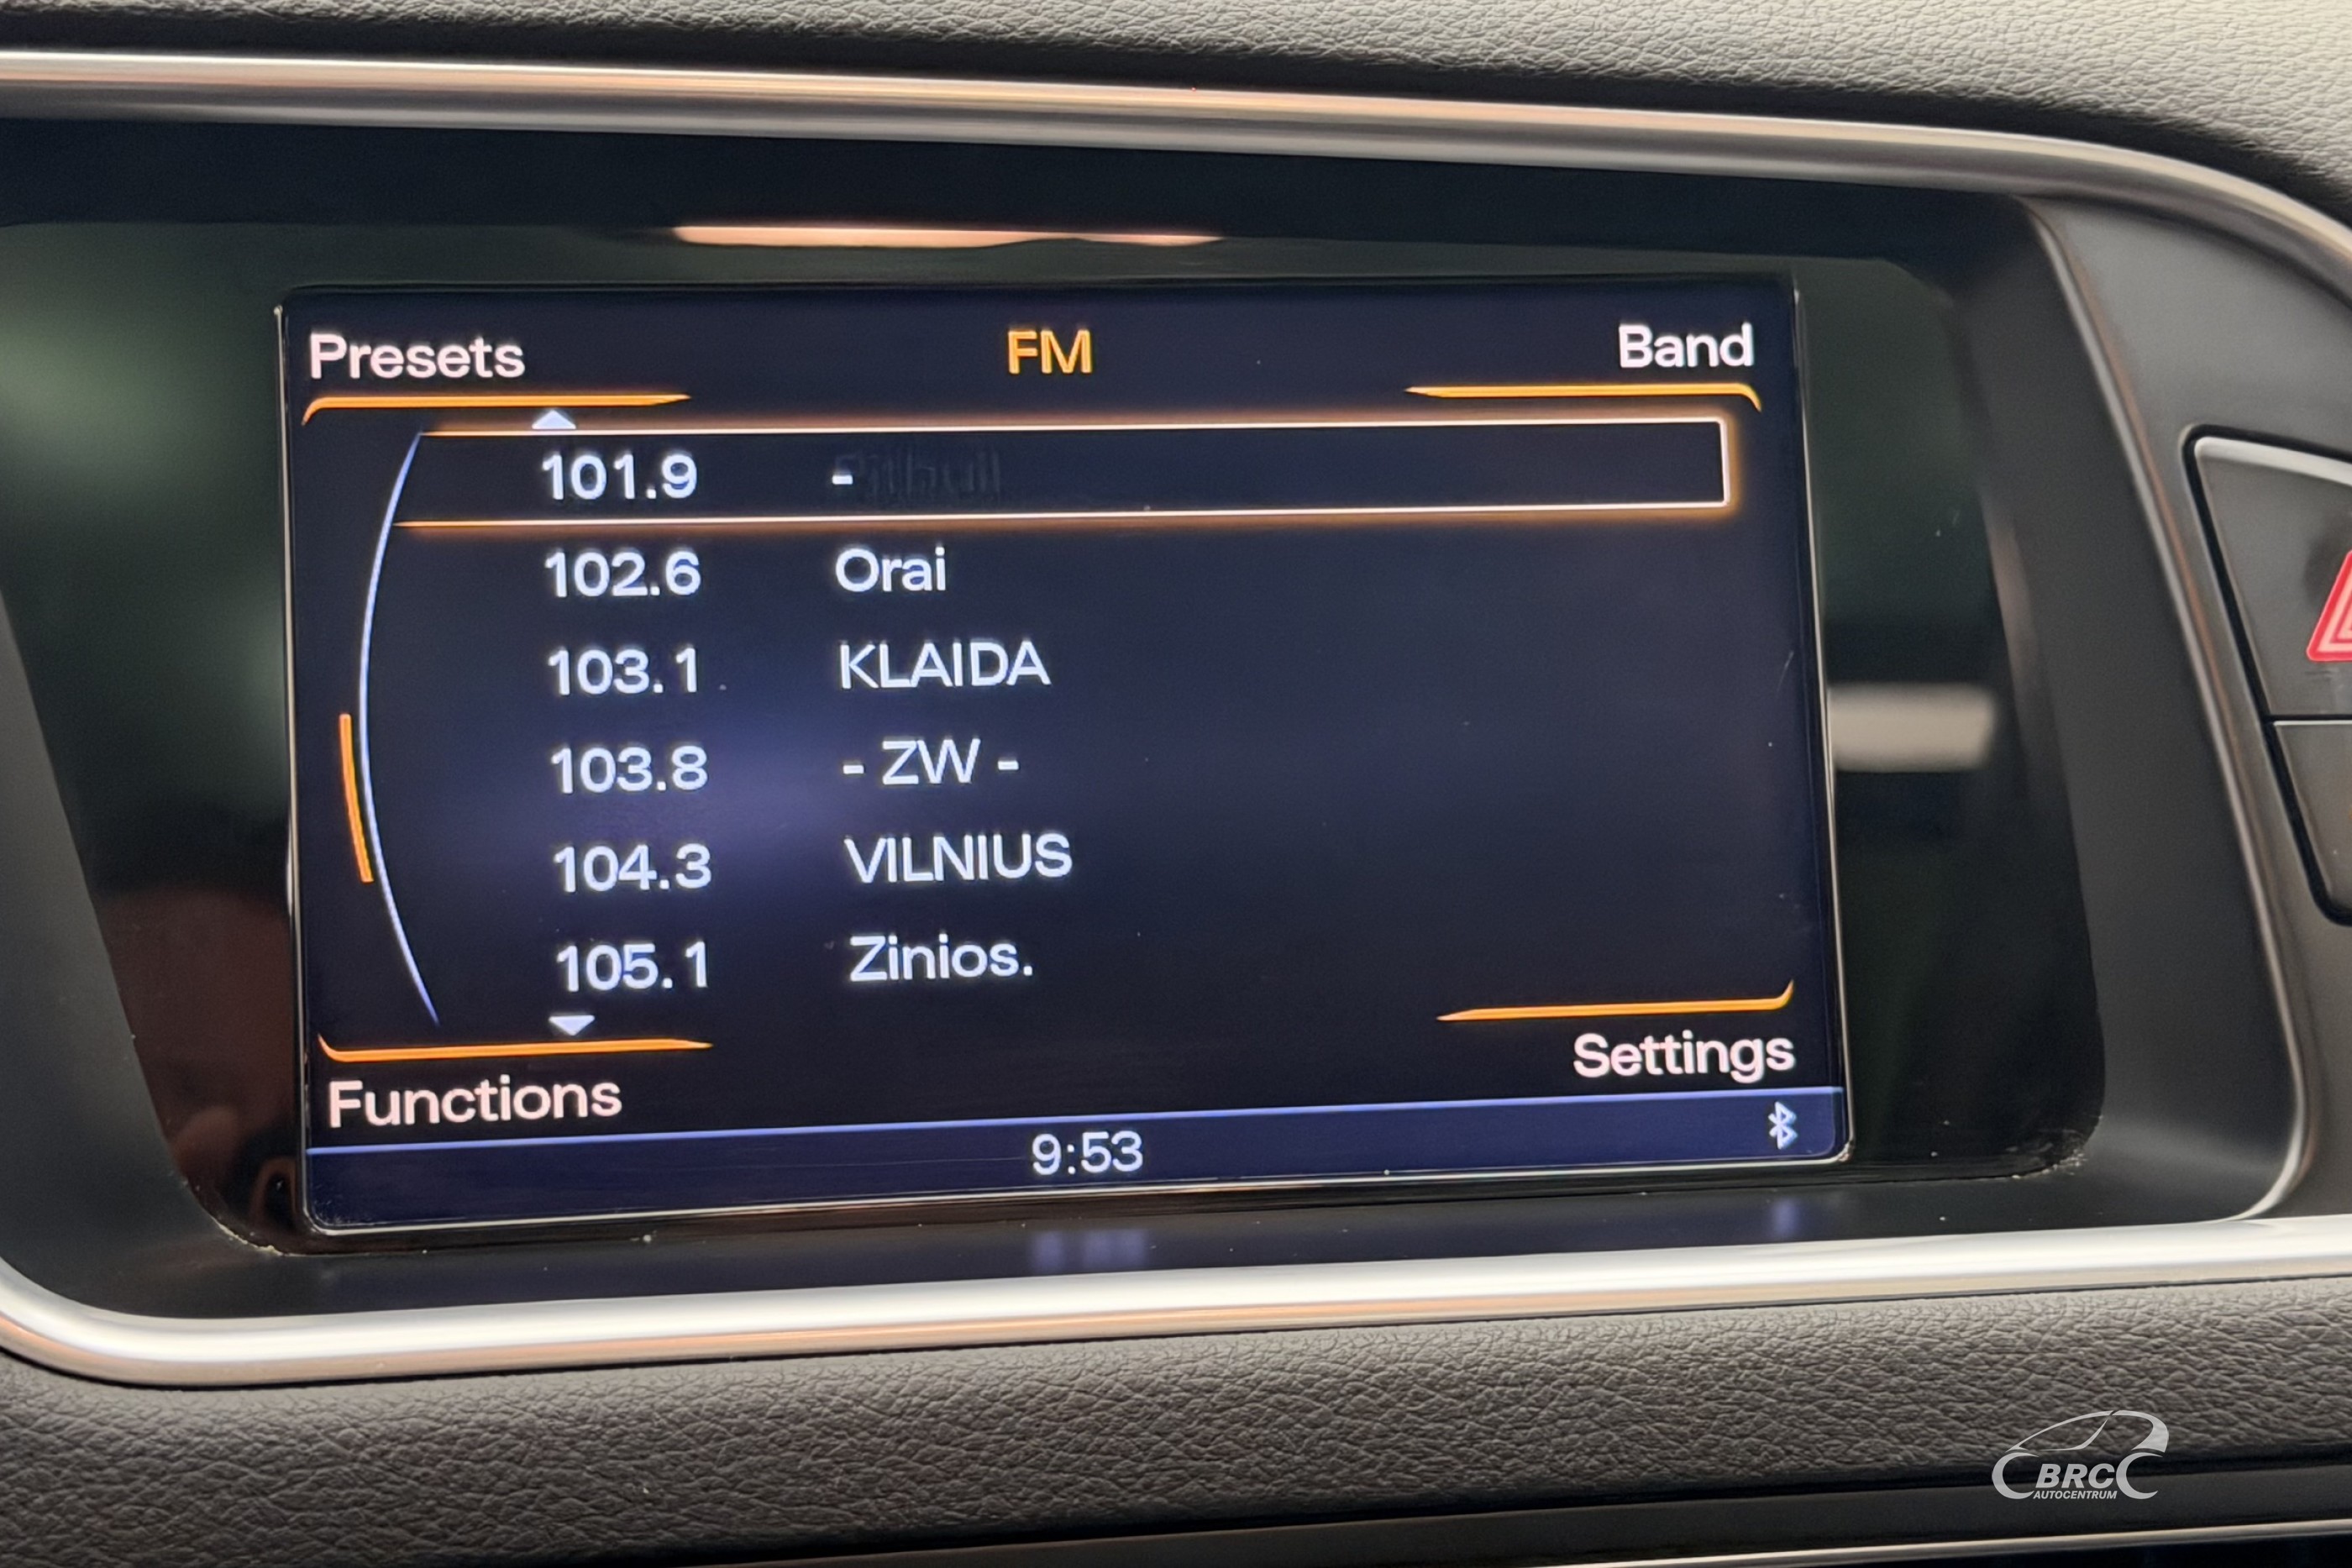 Presets FM Band
101.9 -
102.6 Orai
103.1 KLAIDA
103.8 - ZW -
104.3 VILNIUS
105.1 Zinios.
Settings
Functions
9:53
BRC
AUTOCENTRUM